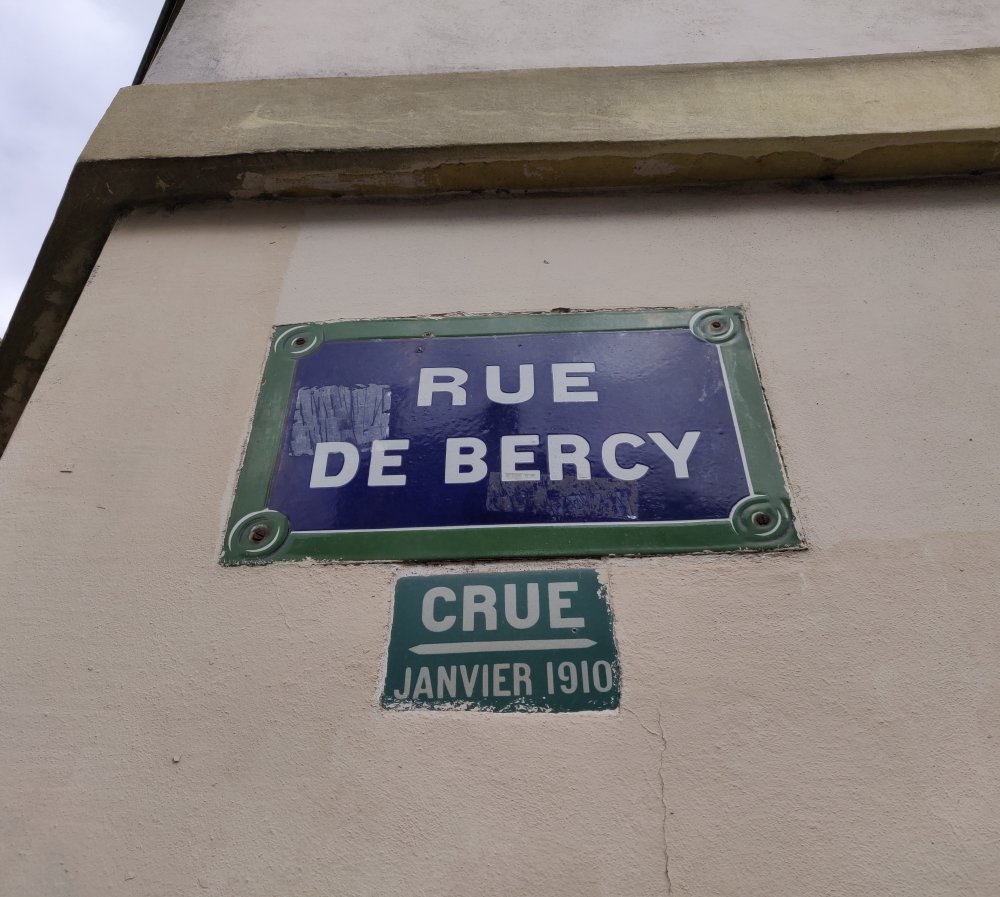 RUE
DE BERCY
CRUE
JANVIER 1910